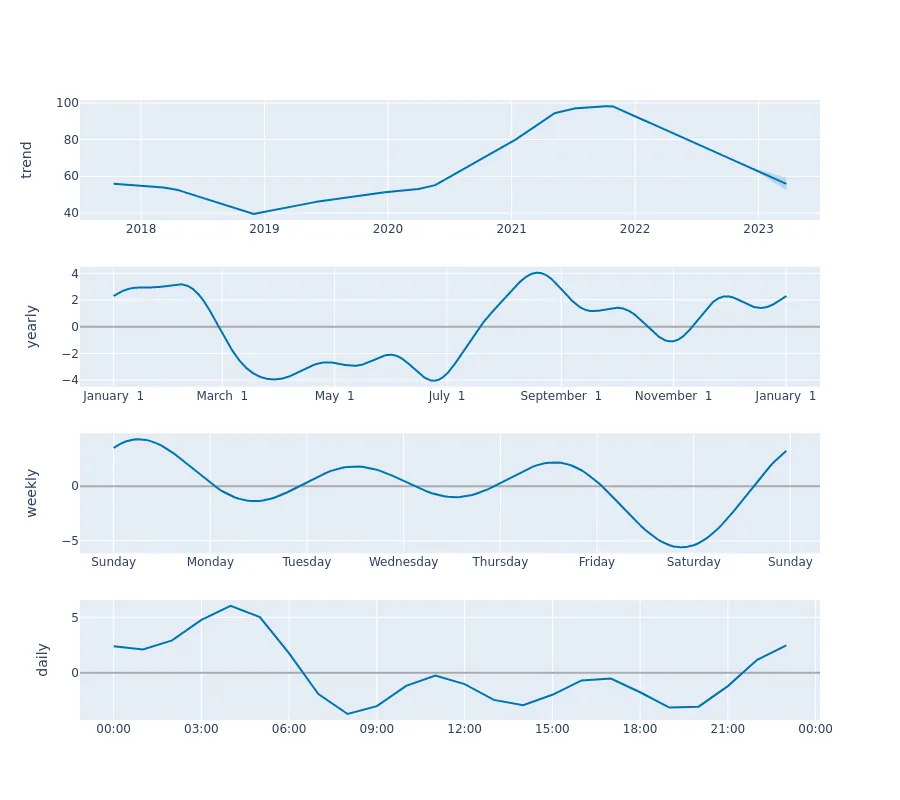 trend
100
80
60
40
2018 2019 2020 2021 2022 2023
yearly
4
2
0
−2
−4
January 1 March 1 May 1 July 1 September 1 November 1 January 1
weekly
0
−5
Sunday Monday Tuesday Wednesday Thursday Friday Saturday Sunday
daily
5
0
00:00 03:00 06:00 09:00 12:00 15:00 18:00 21:00 00:00